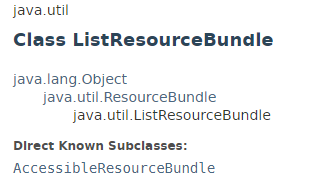 java.util
Class ListResourceBundle
java.lang.Object
java.util.ResourceBundle
java.util.ListResourceBundle
Direct Known Subclasses:
AccessibleResourceBundle